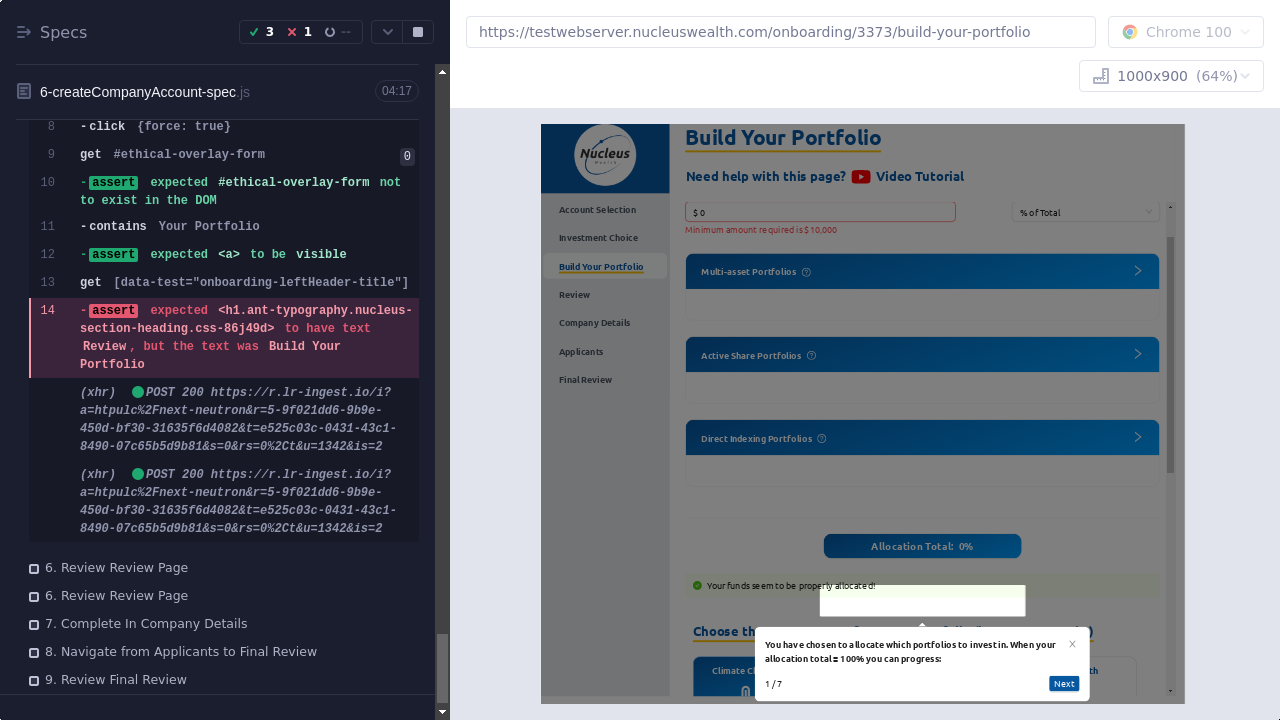 Specs
3
1
--
6-createCompanyAccount-spec.js
04:17
8 -click {force: true}
9 get #ethical-overlay-form 0
10 -assert expected #ethical-overlay-form not
to exist in the DOM
11 -contains Your Portfolio
12 -assert expected <a> to be visible
13 get [data-test="onboarding-leftHeader-title"]
14 -assert expected <h1.ant-typography.nucleus-
section-heading.css-86j49d> to have text
Review, but the text was Build Your
Portfolio
(xhr) POST 200 https://r.lr-ingest.io/i?
a=htpulc%2Fnext-neutron&r=5-9f021dd6-9b9e-
450d-bf30-31635f6d4082&t=e525c03c-0431-43c1-
8490-07c65b5d9b81&s=0&rs=0%2Ct&u=1342&is=2
(xhr) POST 200 https://r.lr-ingest.io/i?
a=htpulc%2Fnext-neutron&r=5-9f021dd6-9b9e-
450d-bf30-31635f6d4082&t=e525c03c-0431-43c1-
8490-07c65b5d9b81&s=0&rs=0%2Ct&u=1342&is=2
6. Review Review Page
6. Review Review Page
7. Complete In Company Details
8. Navigate from Applicants to Final Review
9. Review Final Review
https://testwebserver.nucleuswealth.com/onboarding/3373/build-your-portfolio
Chrome 100
1000x900 (64%)
Nucleus
Wealth
Account Selection
Investment Choice
Build Your Portfolio
Review
Company Details
Applicants
Final Review
Build Your Portfolio
Need help with this page? Video Tutorial
$ 0
% of Total
Minimum amount required is $10,000
Multi-asset Portfolios
Active Share Portfolios
Direct Indexing Portfolios
Allocation Total: 0%
Your funds seem to be properly allocated!
Choose th
Climate Cl
th
You have chosen to allocate which portfolios to invest in. When your
allocation total = 100% you can progress:
1 / 7
Next